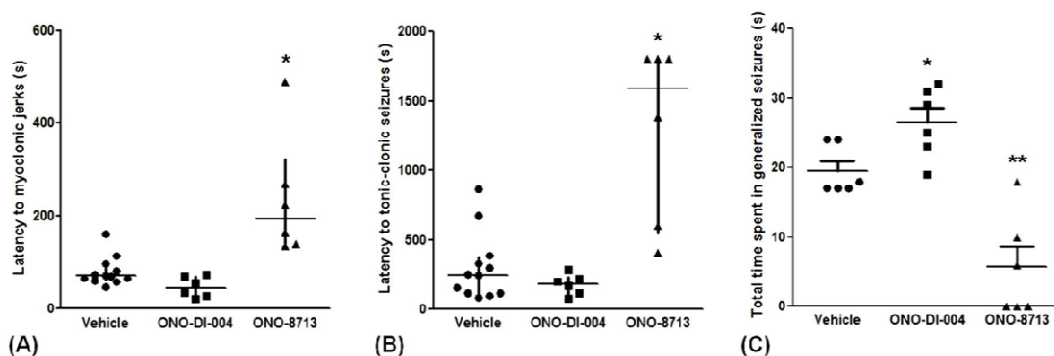 Latency to myoclonic jerks (s)
600
400
200
0
*
Vehicle
ONO-DI-004
ONO-8713
(A)
Latency to tonic-clonic seizures (s)
2000
1500
1000
500
0
*
Vehicle
ONO-DI-004
ONO-8713
(B)
Total time spent in generalized seizures (s)
40
30
20
10
0
*
**
Vehicle
ONO-DI-004
ONO-8713
(C)